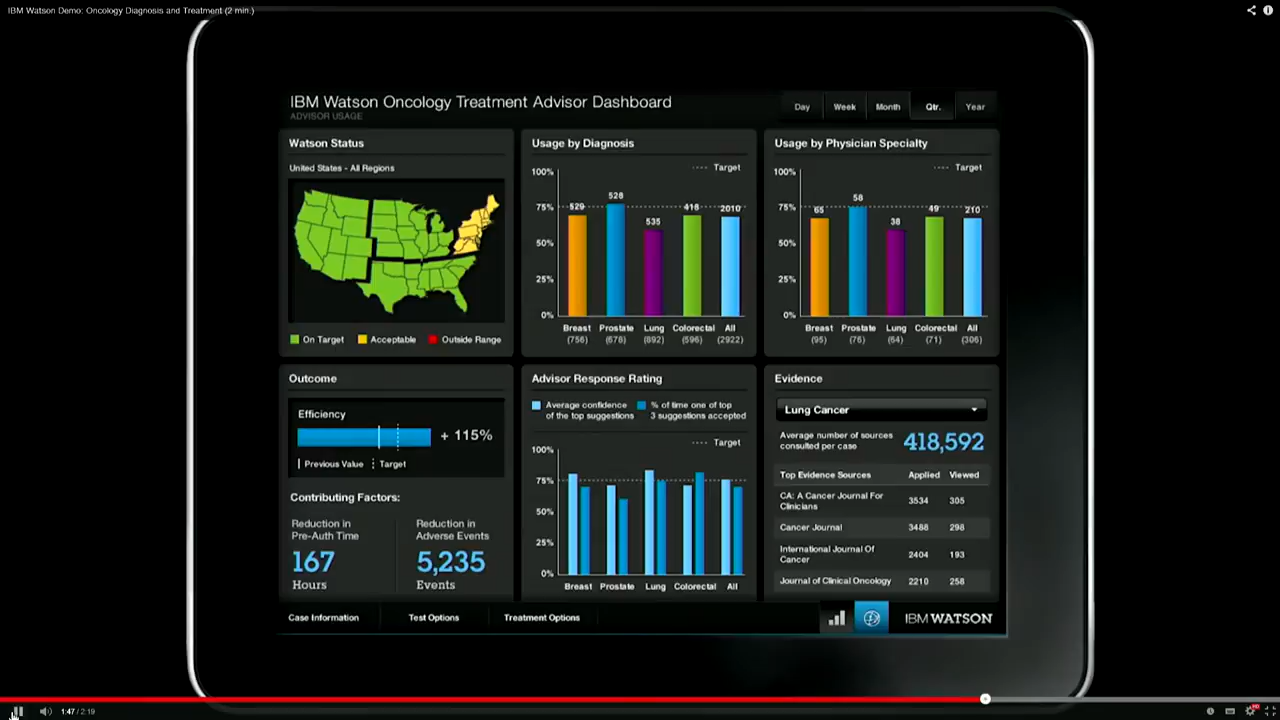 IBM Watson Demo: Oncology Diagnosis and Treatment (2 min.)
IBM Watson Oncology Treatment Advisor Dashboard
ADVISOR USAGE
Day Week Month Qtr. Year
Watson Status
United States - All Regions
On Target Acceptable Outside Range
Usage by Diagnosis
Target
100%
75%
50%
25%
0%
529 528 535 418 2010
Breast Prostate Lung Colorectal All
(756) (678) (892) (596) (2922)
Usage by Physician Specialty
Target
100%
75%
50%
25%
0%
65 58 38 49 210
Breast Prostate Lung Colorectal All
(95) (76) (64) (71) (306)
Outcome
Efficiency
+ 115%
Previous Value Target
Contributing Factors:
Reduction in
Pre-Auth Time
167
Hours
Reduction in
Adverse Events
5,235
Events
Advisor Response Rating
Average confidence
of the top suggestions
% of time one of top
3 suggestions accepted
Target
100%
75%
50%
25%
0%
Breast Prostate Lung Colorectal All
Evidence
Lung Cancer
Average number of sources
consulted per case
418,592
Top Evidence Sources Applied Viewed
CA: A Cancer Journal For
Clinicians 3534 305
Cancer Journal 3488 298
International Journal Of
Cancer 2404 193
Journal of Clinical Oncology 2210 258
Case Information Test Options Treatment Options
IBM WATSON
1:47 / 2:19